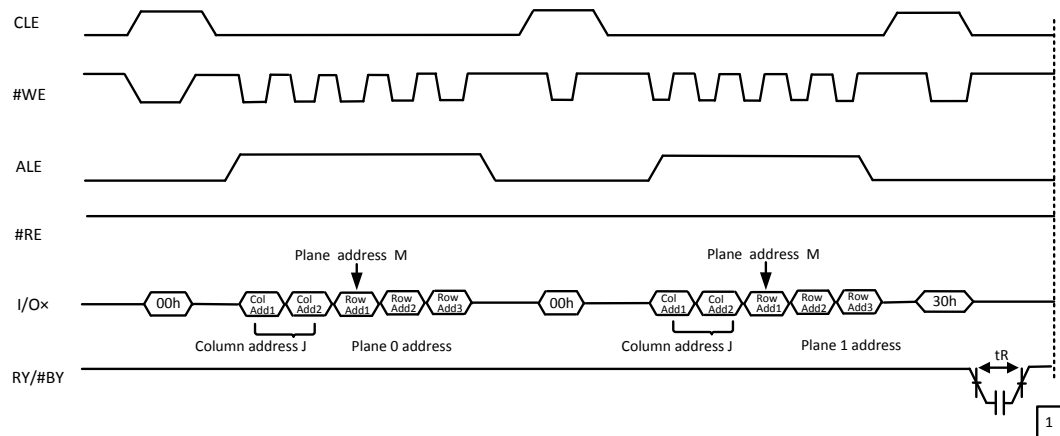 CLE
#WE
ALE
#RE
Plane address M
Plane address M
I/O×
00h
Col Add1
Col Add2
Row Add1
Row Add2
Row Add3
00h
Col Add1
Col Add2
Row Add1
Row Add2
Row Add3
30h
Column address J
Plane 0 address
Column address J
Plane 1 address
RY/#BY
tR
1